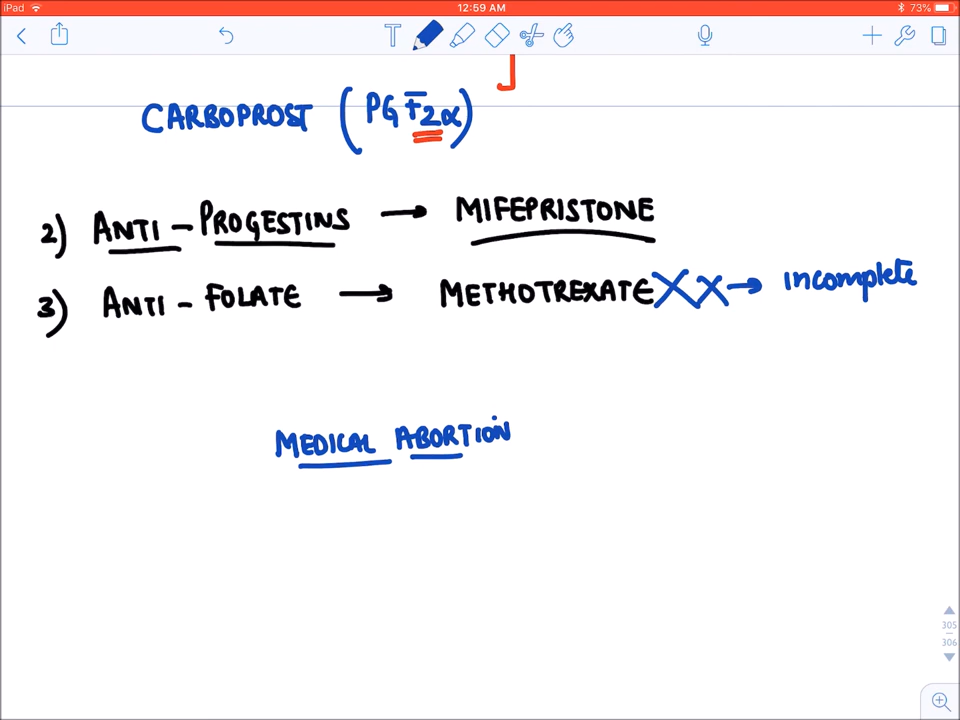 iPad 12:59 AM 73%
T
CARBOPROST (PG F2α)
2) ANTI - PROGESTINS → MIFEPRISTONE
3) ANTI - FOLATE → METHOTREXATE XX → incomplete
MEDICAL ABORTION
305
306